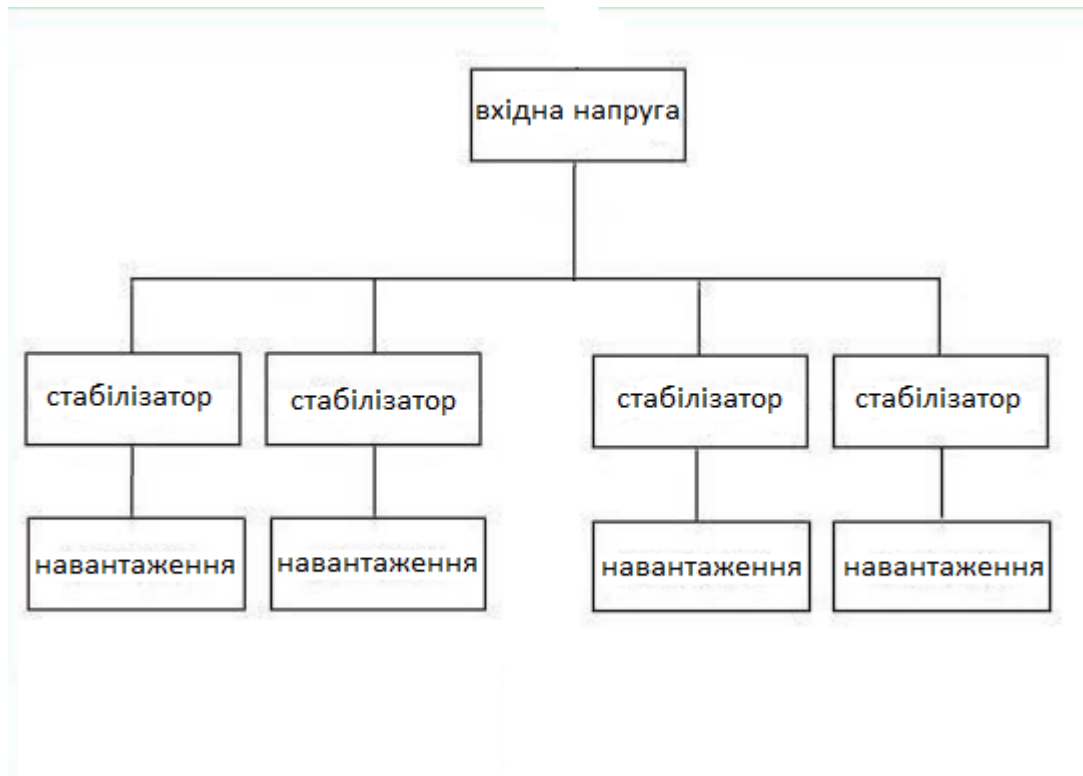 вхідна напруга
стабілізатор
стабілізатор
стабілізатор
стабілізатор
навантаження
навантаження
навантаження
навантаження